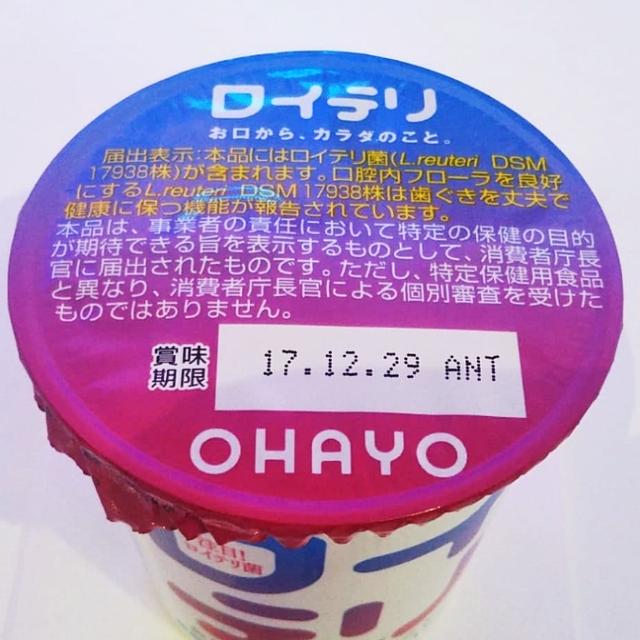 ロイテリ
お口から、カラダのこと。
届出表示:本品にはロイテリ菌(L.reuteri DSM
17938株)が含まれます。口腔内フローラを良好
にするL.reuteri DSM 17938株は歯ぐきを丈夫で
健康に保つ機能が報告されています。
本品は、事業者の責任において特定の保健の目的
が期待できる旨を表示するものとして、消費者庁長
官に届出されたものです。ただし、特定保健用食品
と異なり、消費者庁長官による個別審査を受けた
ものではありません。
賞味
期限
17.12.29 ANT
OHAYO
注目!
ロイテリ菌